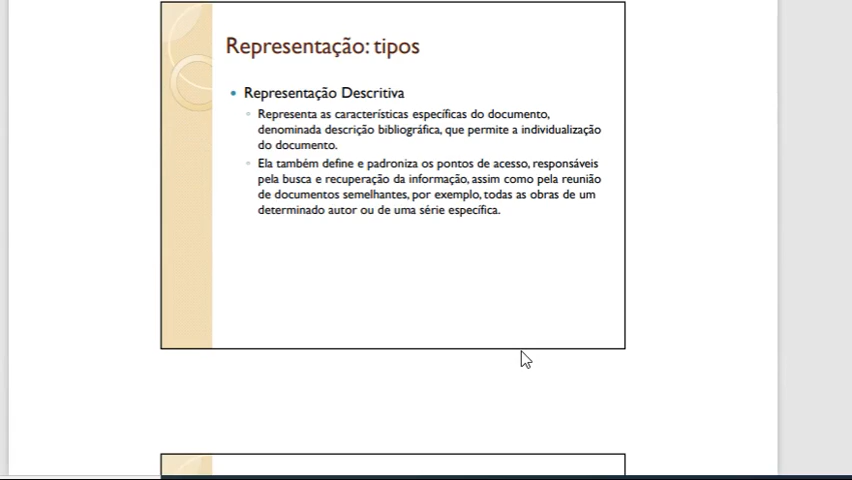 Representação: tipos
Representação Descritiva
Representa as características específicas do documento,
denominada descrição bibliográfica, que permite a individualização
do documento.
Ela também define e padroniza os pontos de acesso, responsáveis
pela busca e recuperação da informação, assim como pela reunião
de documentos semelhantes, por exemplo, todas as obras de um
determinado autor ou de uma série específica.